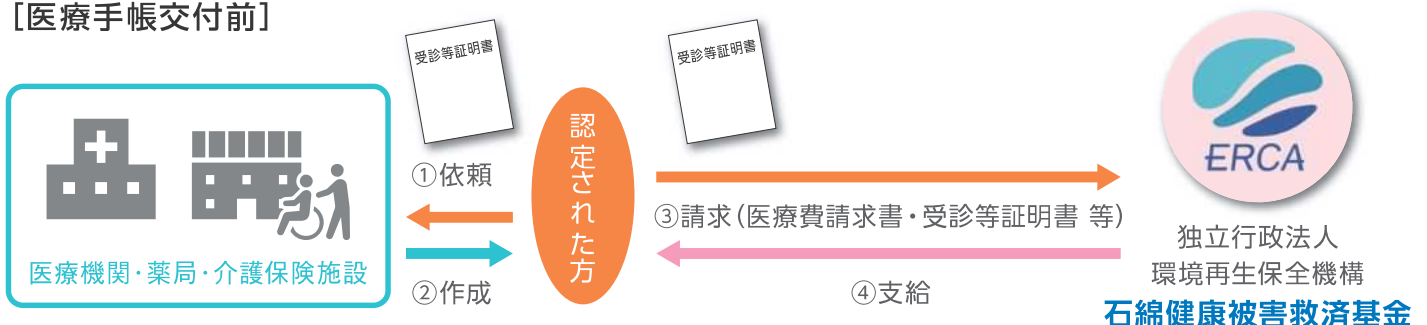 [医療手帳交付前]
受診等証明書
受診等証明書
①依頼
認定された方
②作成
医療機関・薬局・介護保険施設
③請求(医療費請求書・受診等証明書 等)
④支給
ERCA
独立行政法人
環境再生保全機構
石綿健康被害救済基金